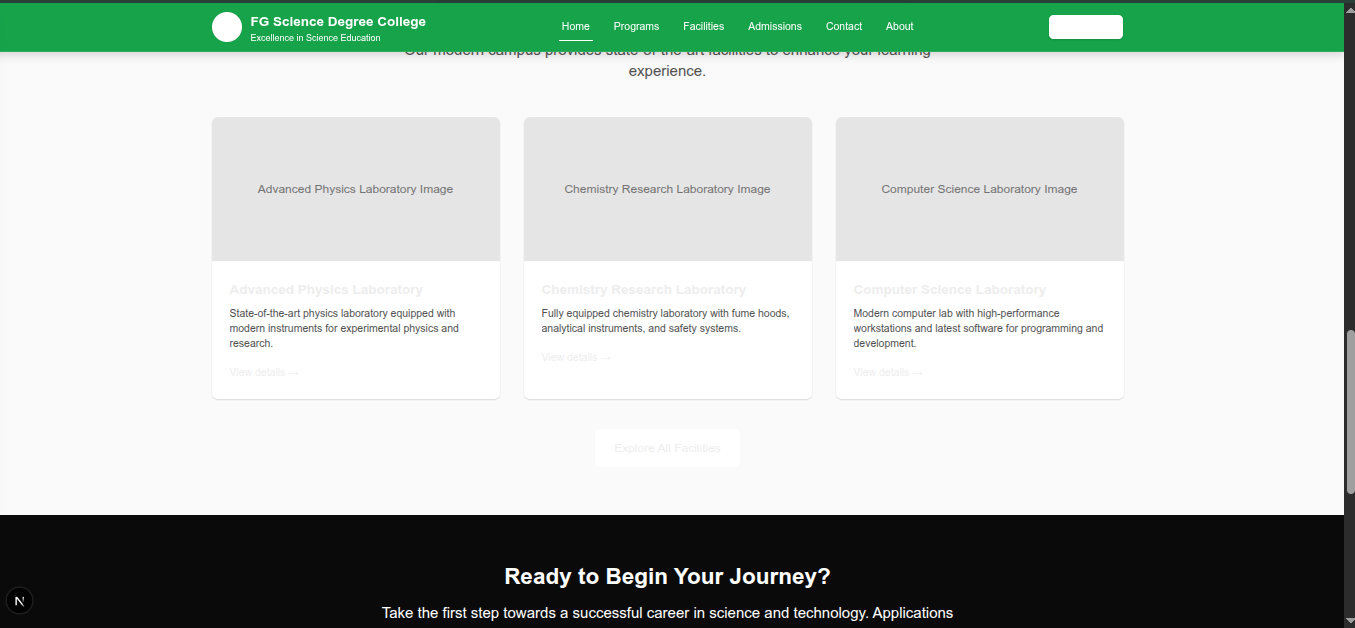 FG Science Degree College
Excellence in Science Education
Home
Programs
Facilities
Admissions
Contact
About
Our modern campus provides state-of-the-art facilities to enhance your learning
experience.
Advanced Physics Laboratory Image
Chemistry Research Laboratory Image
Computer Science Laboratory Image
Advanced Physics Laboratory
State-of-the-art physics laboratory equipped with
modern instruments for experimental physics and
research.
View details →
Chemistry Research Laboratory
Fully equipped chemistry laboratory with fume hoods,
analytical instruments, and safety systems.
View details →
Computer Science Laboratory
Modern computer lab with high-performance
workstations and latest software for programming and
development.
View details →
Explore All Facilities
Ready to Begin Your Journey?
Take the first step towards a successful career in science and technology. Applications
N